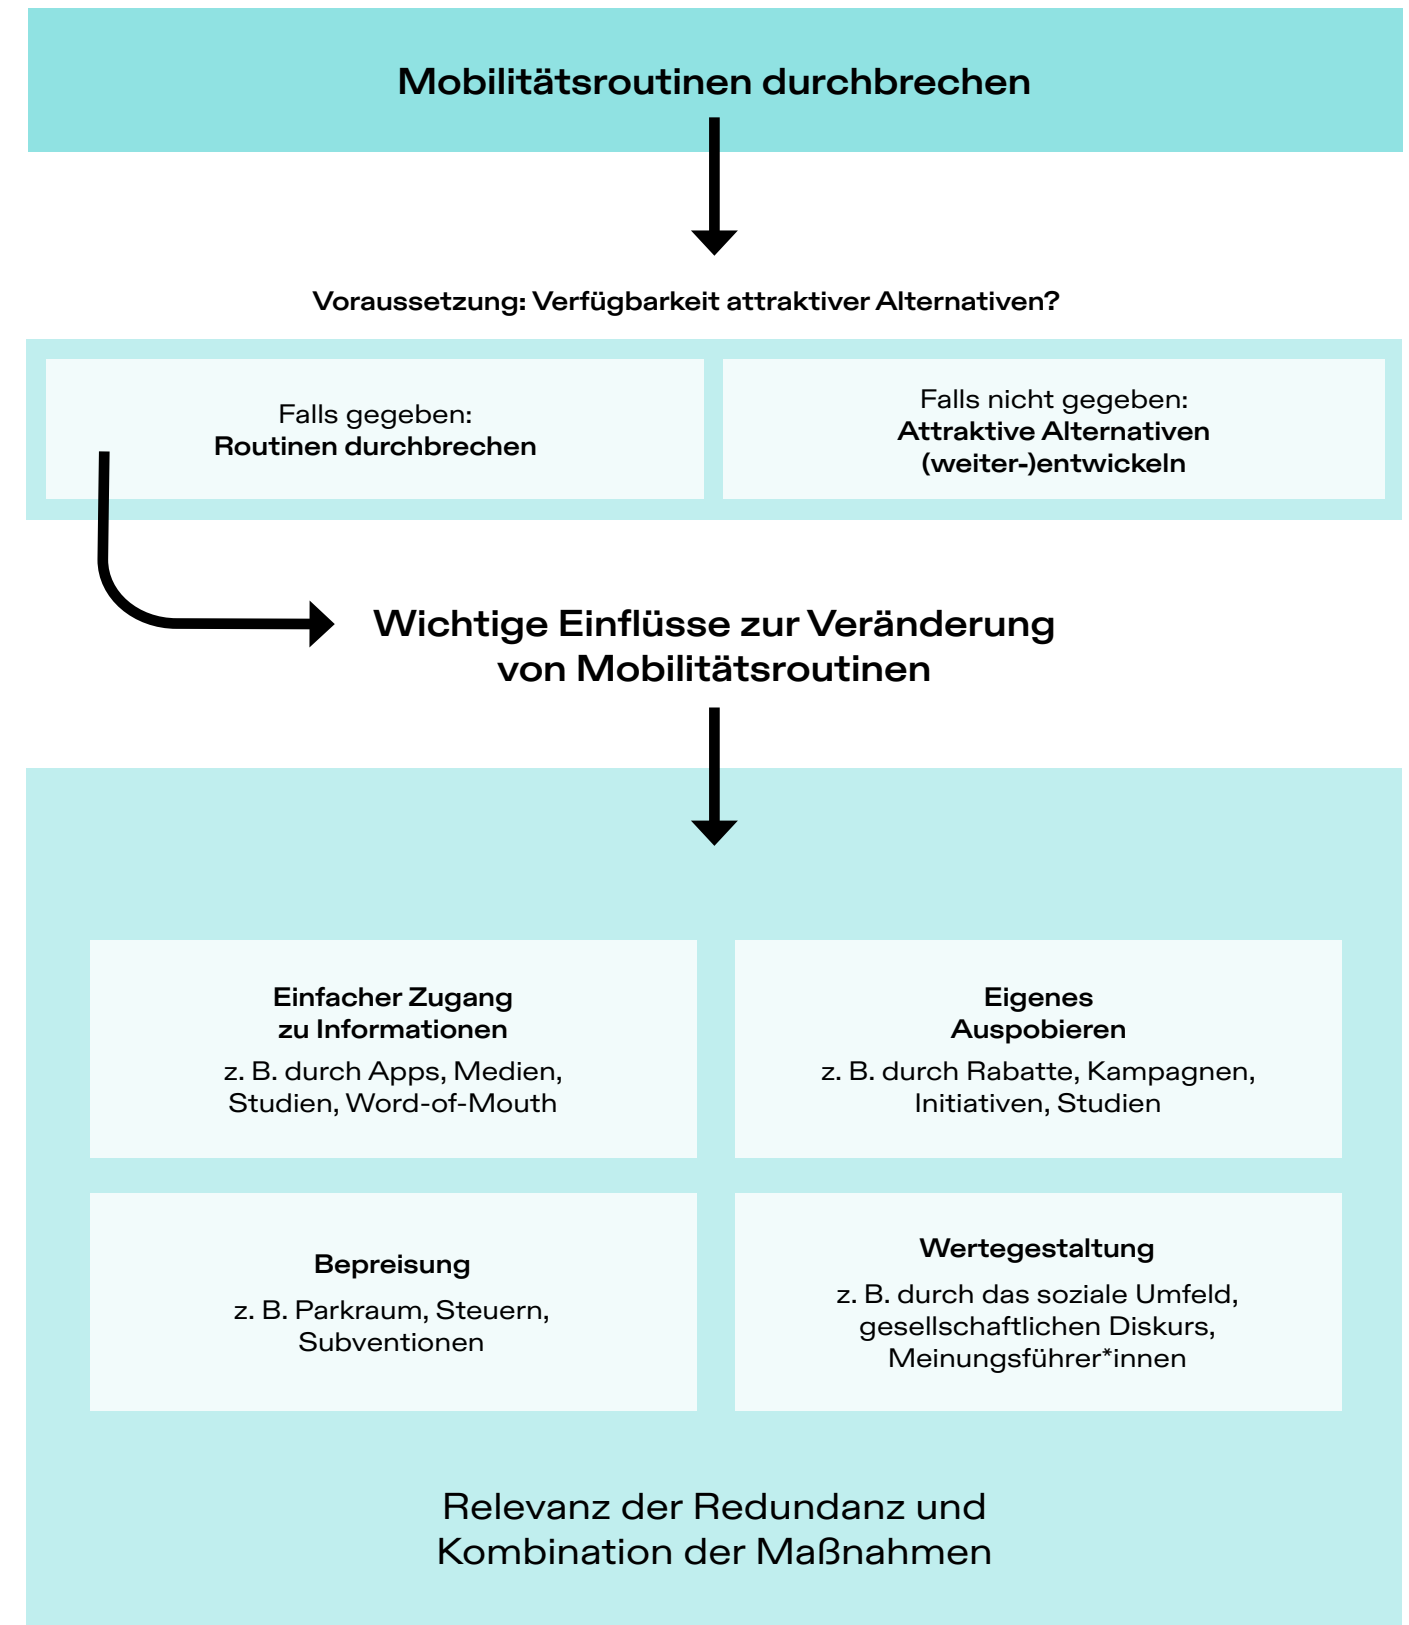 Mobilitätsroutinen durchbrechen
Voraussetzung: Verfügbarkeit attraktiver Alternativen?
Falls gegeben:
Routinen durchbrechen
Falls nicht gegeben:
Attraktive Alternativen
(weiter-)entwickeln
Wichtige Einflüsse zur Veränderung
von Mobilitätsroutinen
Einfacher Zugang
zu Informationen
z. B. durch Apps, Medien,
Studien, Word-of-Mouth
Eigenes
Auspobieren
z. B. durch Rabatte, Kampagnen,
Initiativen, Studien
Bepreisung
z. B. Parkraum, Steuern,
Subventionen
Wertegestaltung
z. B. durch das soziale Umfeld,
gesellschaftlichen Diskurs,
Meinungsführer*innen
Relevanz der Redundanz und
Kombination der Maßnahmen